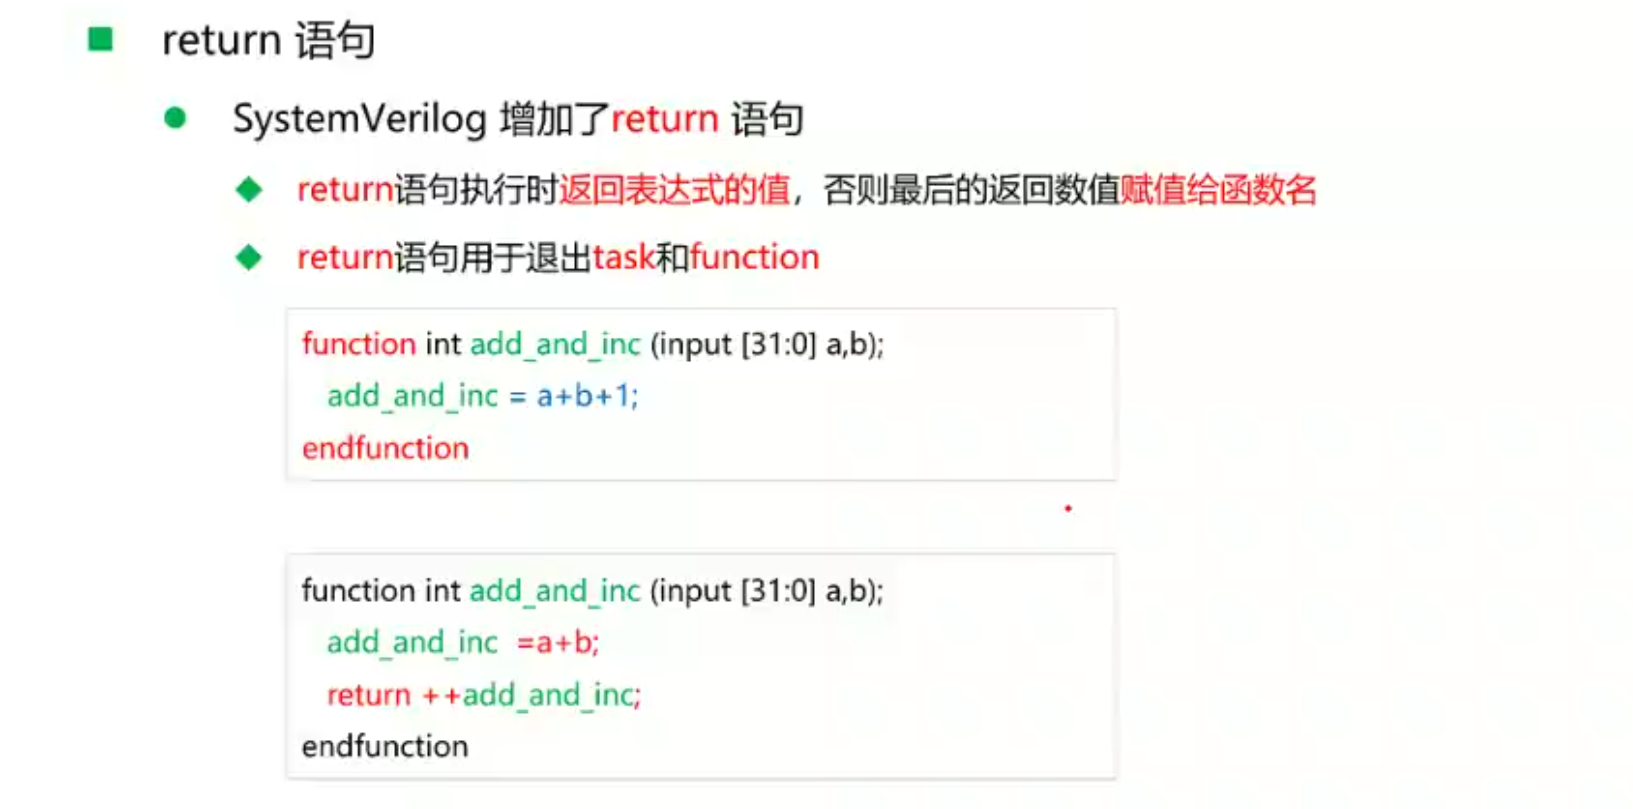 return 语句
SystemVerilog 增加了return 语句
return语句执行时返回表达式的值，否则最后的返回数值赋值给函数名
return语句用于退出task和function
function int add_and_inc (input [31:0] a,b);
add_and_inc = a+b+1;
endfunction
function int add_and_inc (input [31:0] a,b);
add_and_inc =a+b;
return ++add_and_inc;
endfunction